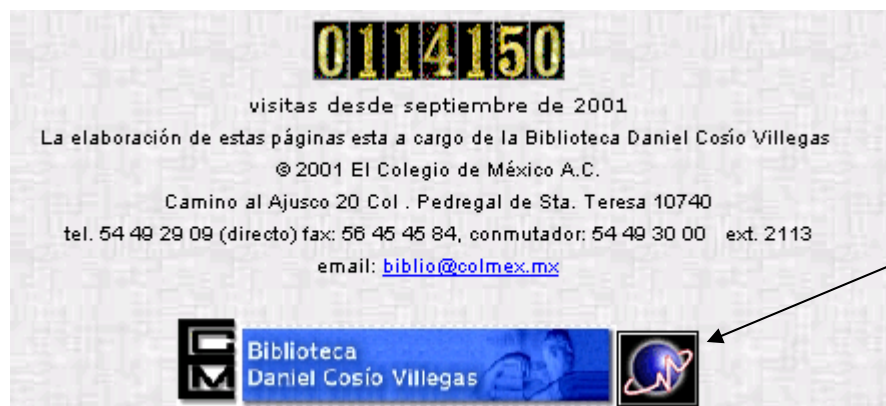 0114150
visitas desde septiembre de 2001
La elaboración de estas páginas esta a cargo de la Biblioteca Daniel Cosío Villegas
© 2001 El Colegio de México A.C.
Camino al Ajusco 20 Col . Pedregal de Sta. Teresa 10740
tel. 54 49 29 09 (directo) fax: 56 45 45 84, conmutador: 54 49 30 00 ext. 2113
email: biblio@colmex.mx
Biblioteca
Daniel Cosío Villegas